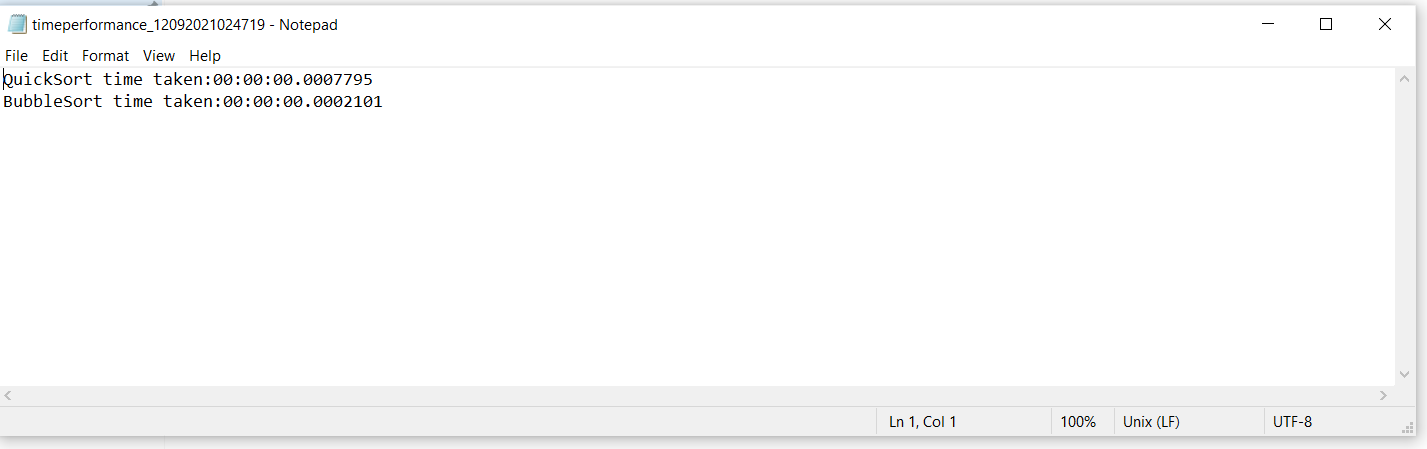 timeperformance_12092021024719 - Notepad
File Edit Format View Help
QuickSort time taken:00:00:00.0007795
BubbleSort time taken:00:00:00.0002101
Ln 1, Col 1 100% Unix (LF) UTF-8